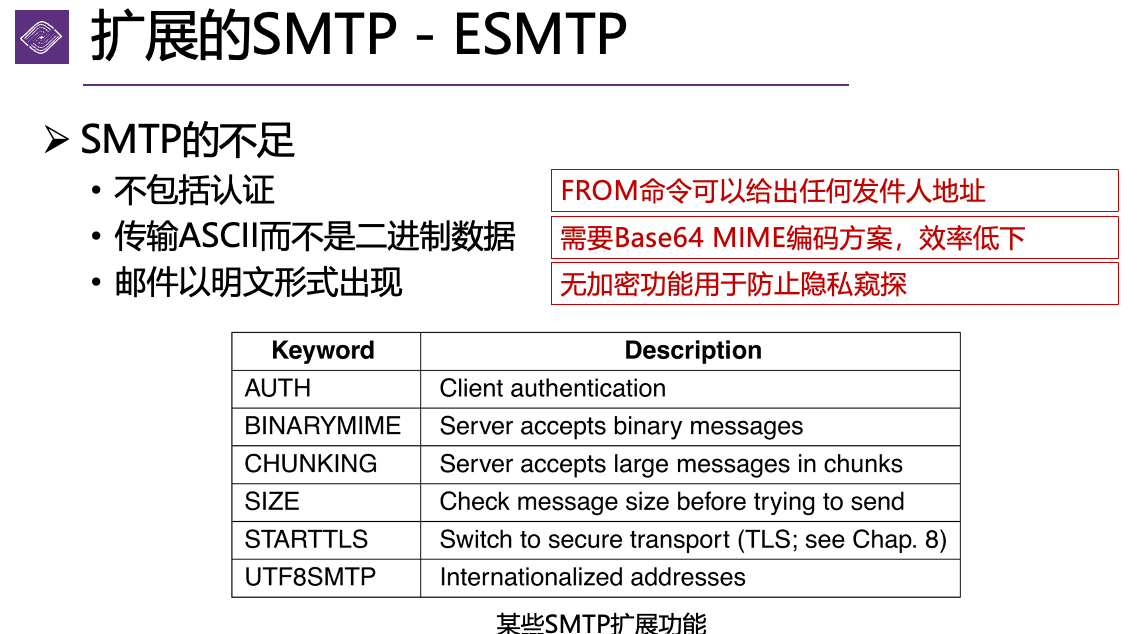 扩展的SMTP - ESMTP
➢ SMTP的不足
• 不包括认证
FROM命令可以给出任何发件人地址
• 传输ASCII而不是二进制数据
需要Base64 MIME编码方案，效率低下
• 邮件以明文形式出现
无加密功能用于防止隐私窥探
Keyword Description
AUTH Client authentication
BINARYMIME Server accepts binary messages
CHUNKING Server accepts large messages in chunks
SIZE Check message size before trying to send
STARTTLS Switch to secure transport (TLS; see Chap. 8)
UTF8SMTP Internationalized addresses
某些SMTP扩展功能